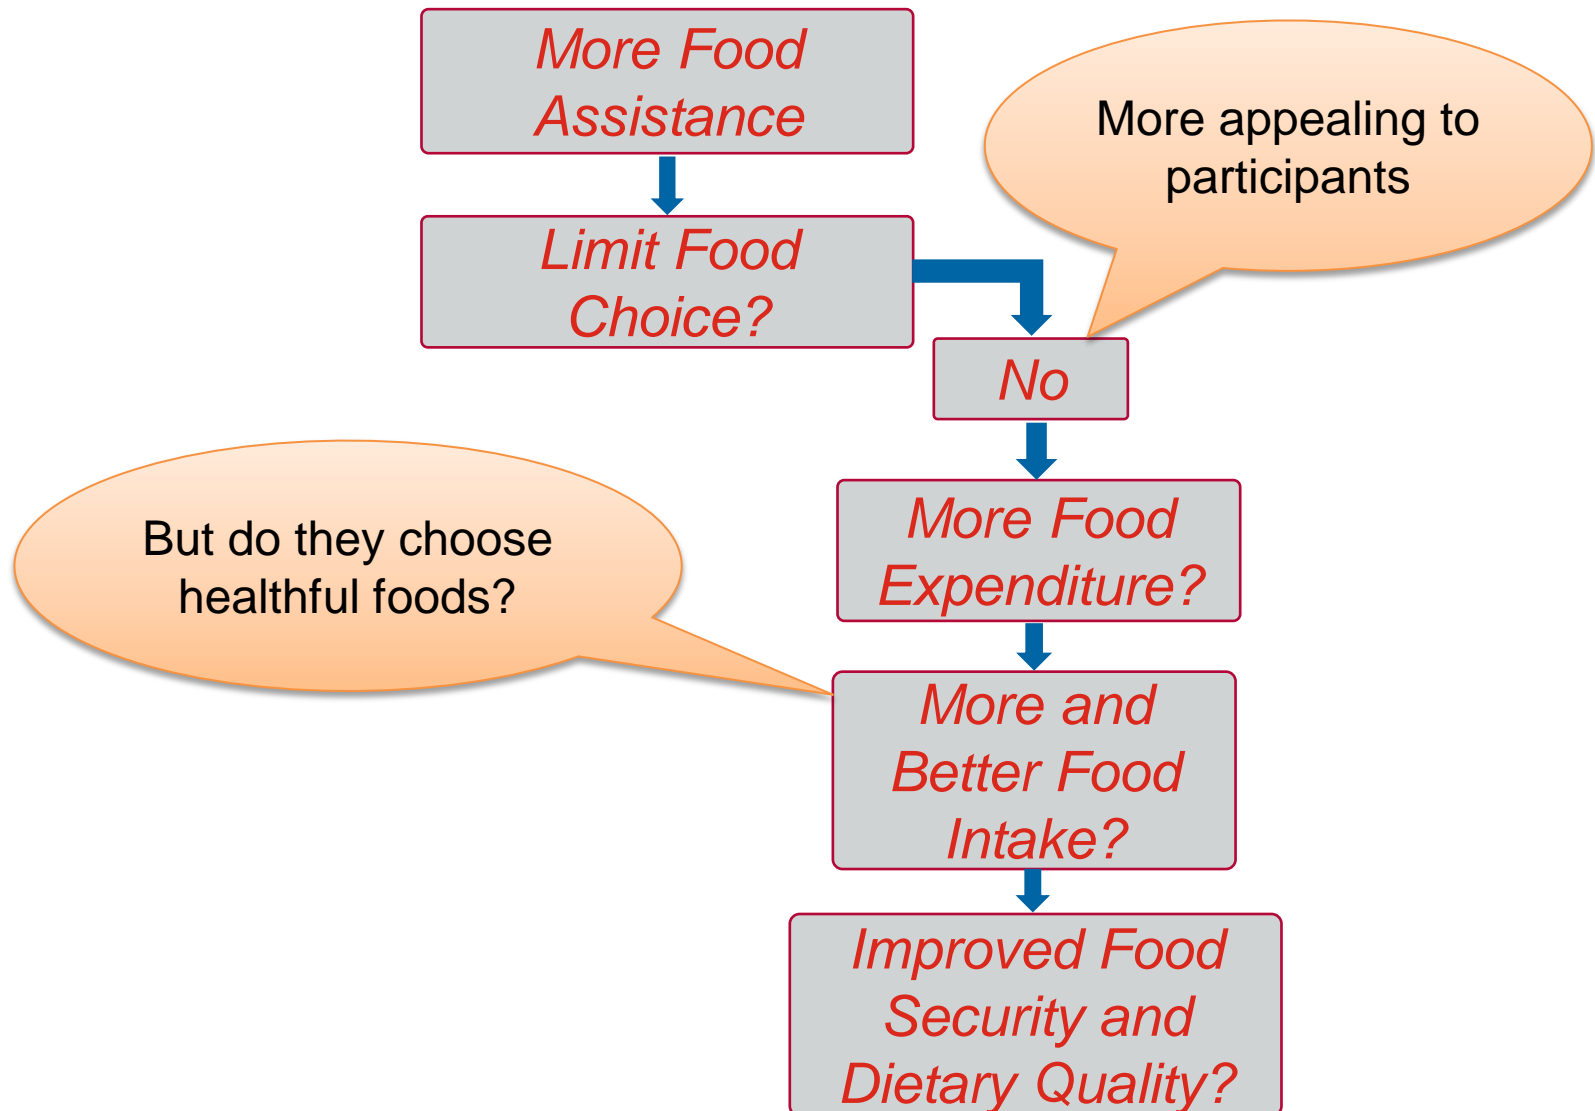 More Food
Assistance
More appealing to
participants
Limit Food
Choice?
No
More Food
Expenditure?
But do they choose
healthful foods?
More and
Better Food
Intake?
Improved Food
Security and
Dietary Quality?